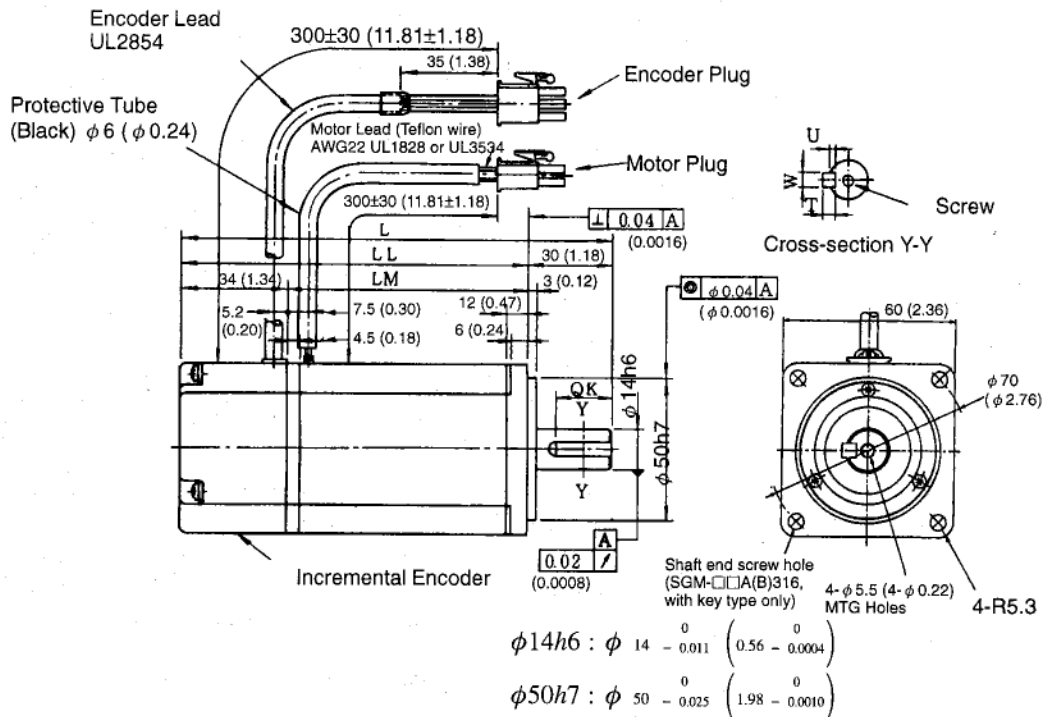 Encoder Lead
UL2854
300±30 (11.81±1.18)
35 (1.38)
Encoder Plug
Protective Tube
(Black) φ6 (φ0.24)
Motor Lead (Teflon wire)
AWG22 UL1828 or UL3534
Motor Plug
300±30 (11.81±1.18)
U
W
T
Screw
Cross-section Y-Y
⊥ 0.04 A
(0.0016)
L
LL
30 (1.18)
34 (1.34)
LM
3 (0.12)
5.2
(0.20)
7.5 (0.30)
12 (0.47)
4.5 (0.18)
6 (0.24)
◎ φ0.04 A
(φ0.0016)
60 (2.36)
QK
Y
Y
φ14h6
φ50h7
φ70
(φ2.76)
A
0.02 ↗
(0.0008)
Incremental Encoder
Shaft end screw hole
(SGM-□□A(B)316,
with key type only)
4-φ5.5 (4-φ0.22)
MTG Holes
4-R5.3
φ14h6 : φ 14 0 - 0.011 (0.56 0 - 0.0004)
φ50h7 : φ 50 0 - 0.025 (1.98 0 - 0.0010)